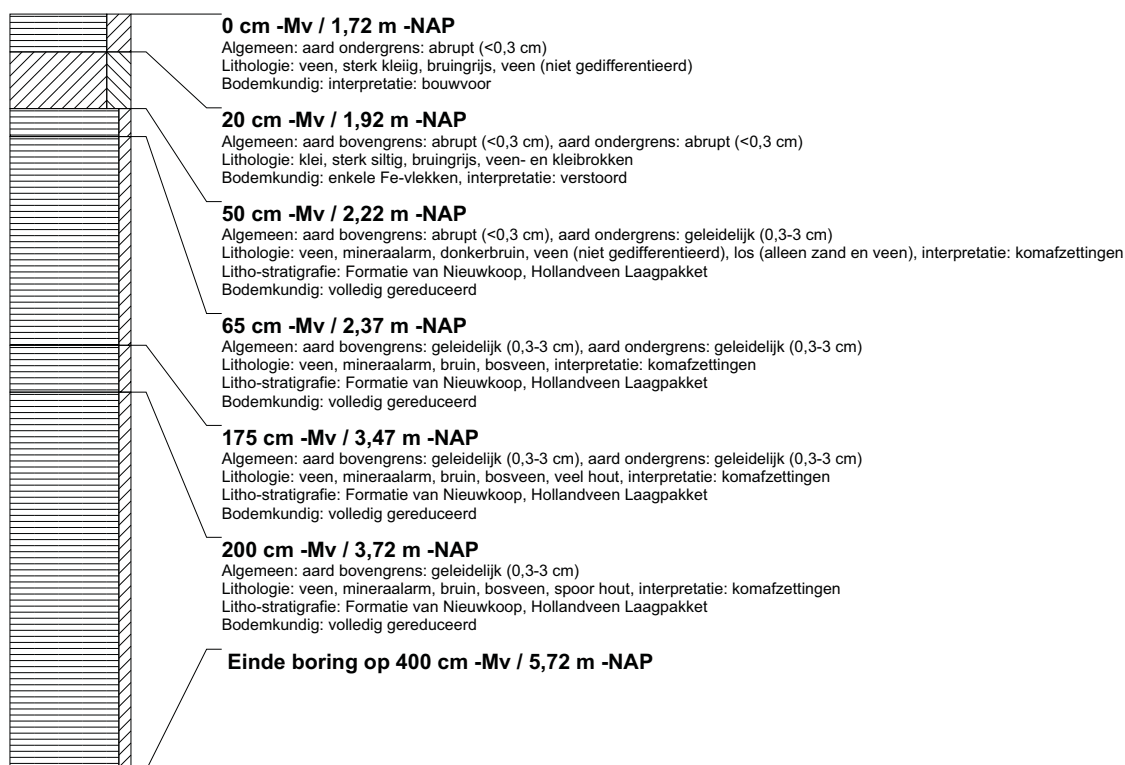 0 cm -Mv / 1,72 m -NAP
Algemeen: aard ondergrens: abrupt (<0,3 cm)
Lithologie: veen, sterk kleiig, bruingrijs, veen (niet gedifferentieerd)
Bodemkundig: interpretatie: bouwvoor
20 cm -Mv / 1,92 m -NAP
Algemeen: aard bovengrens: abrupt (<0,3 cm), aard ondergrens: abrupt (<0,3 cm)
Lithologie: klei, sterk siltig, bruingrijs, veen- en kleibrokken
Bodemkundig: enkele Fe-vlekken, interpretatie: verstoord
50 cm -Mv / 2,22 m -NAP
Algemeen: aard bovengrens: abrupt (<0,3 cm), aard ondergrens: geleidelijk (0,3-3 cm)
Lithologie: veen, mineraalarm, donkerbruin, veen (niet gedifferentieerd), los (alleen zand en veen), interpretatie: komafzettingen
Litho-stratigrafie: Formatie van Nieuwkoop, Hollandveen Laagpakket
Bodemkundig: volledig gereduceerd
65 cm -Mv / 2,37 m -NAP
Algemeen: aard bovengrens: geleidelijk (0,3-3 cm), aard ondergrens: geleidelijk (0,3-3 cm)
Lithologie: veen, mineraalarm, bruin, bosveen, interpretatie: komafzettingen
Litho-stratigrafie: Formatie van Nieuwkoop, Hollandveen Laagpakket
Bodemkundig: volledig gereduceerd
175 cm -Mv / 3,47 m -NAP
Algemeen: aard bovengrens: geleidelijk (0,3-3 cm), aard ondergrens: geleidelijk (0,3-3 cm)
Lithologie: veen, mineraalarm, bruin, bosveen, veel hout, interpretatie: komafzettingen
Litho-stratigrafie: Formatie van Nieuwkoop, Hollandveen Laagpakket
Bodemkundig: volledig gereduceerd
200 cm -Mv / 3,72 m -NAP
Algemeen: aard bovengrens: geleidelijk (0,3-3 cm)
Lithologie: veen, mineraalarm, bruin, bosveen, spoor hout, interpretatie: komafzettingen
Litho-stratigrafie: Formatie van Nieuwkoop, Hollandveen Laagpakket
Bodemkundig: volledig gereduceerd
Einde boring op 400 cm -Mv / 5,72 m -NAP